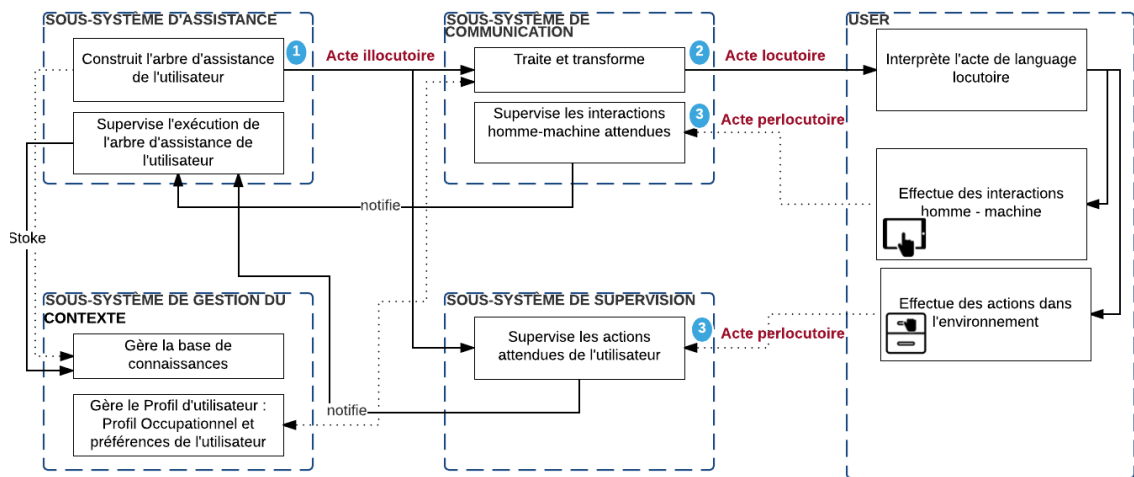 SOUS-SYSTÈME D'ASSISTANCE
Construit l'arbre d'assistance
de l'utilisateur
1
Supervise l'exécution de
l'arbre d'assistance de
l'utilisateur
Acte illocutoire
SOUS-SYSTÈME DE
COMMUNICATION
Traite et transforme
2
Supervise les interactions
homme-machine attendues
3
Acte locutoire
Acte perlocutoire
USER
Interprète l'acte de language
locutoire
Effectue des interactions
homme - machine
Effectue des actions dans
l'environnement
notifie
Stoke
SOUS-SYSTÈME DE GESTION DU
CONTEXTE
Gère la base de
connaissances
Gère le Profil d'utilisateur :
Profil Occupationnel et
préférences de l'utilisateur
notifie
SOUS-SYSTÈME DE SUPERVISION
Supervise les actions
attendues de l'utilisateur
3
Acte perlocutoire